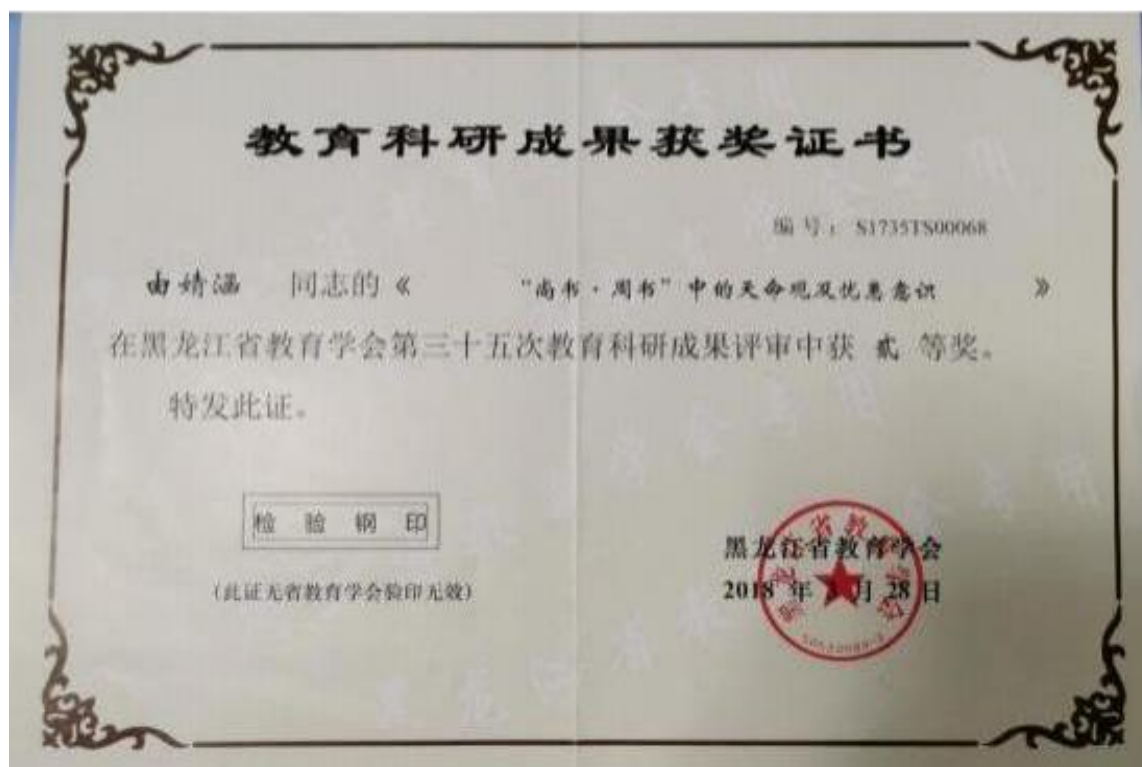 教育科研成果获奖证书
编号：S1735TS00068
由婧涵 同志的《 “尚书·周书”中的天命观及忧患意识 》
在黑龙江省教育学会第三十五次教育科研成果评审中获 贰 等奖。
特发此证。
检验钢印
(此证无省教育学会验印无效)
黑龙江省教育学会
2018 年 月 28 日